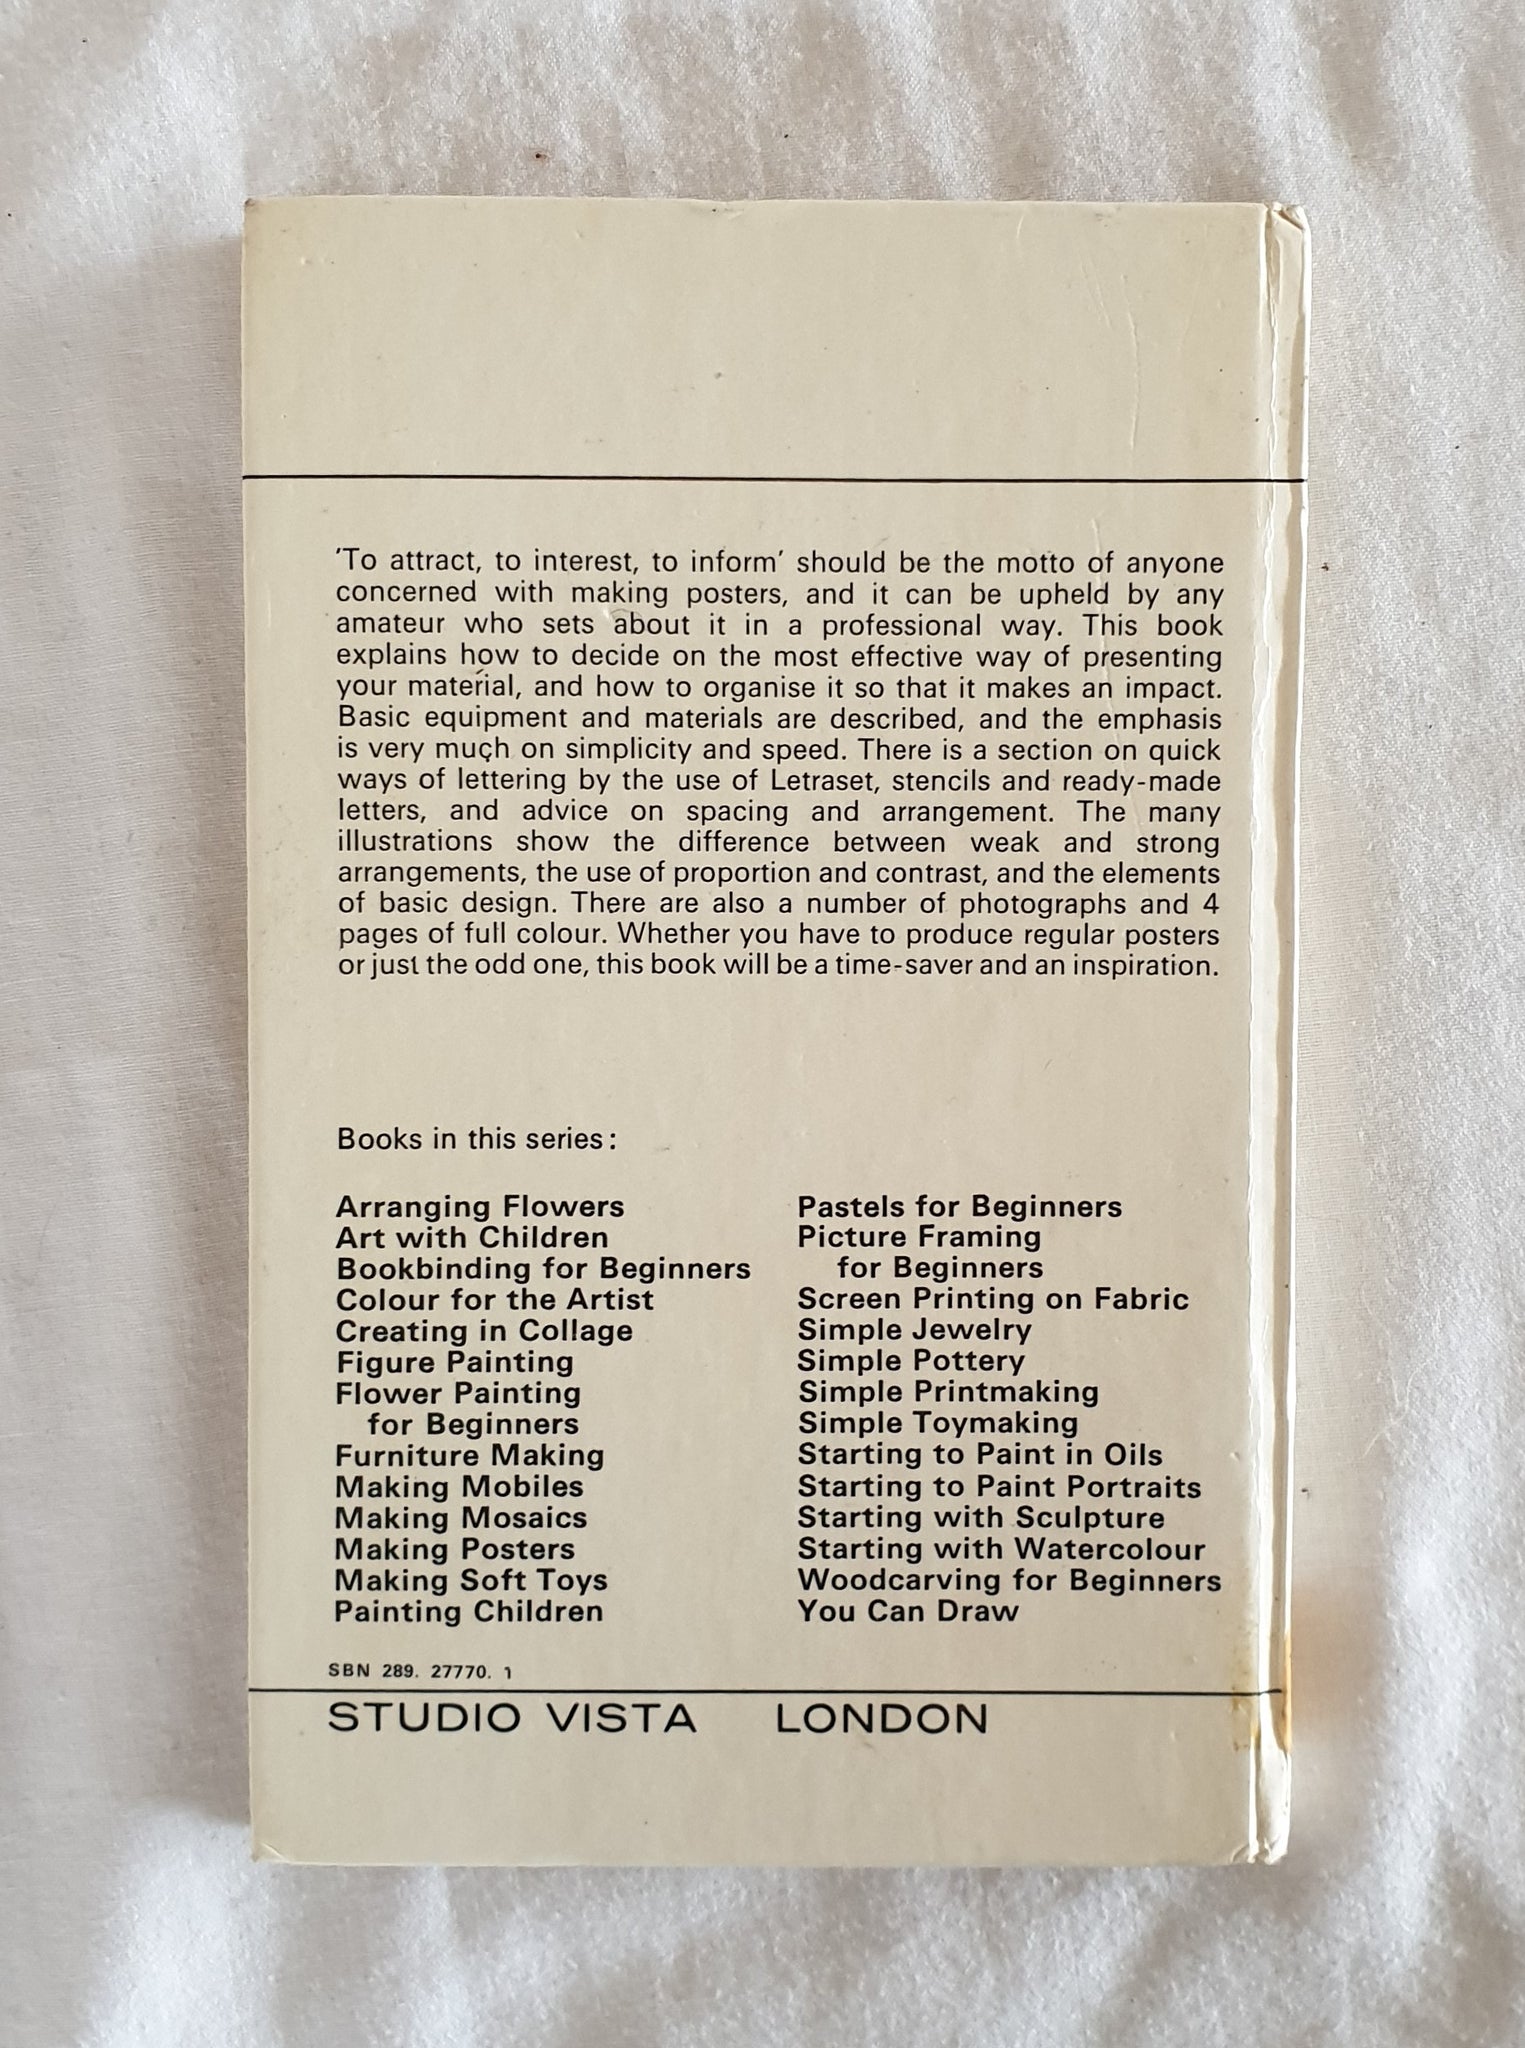 'To attract, to interest, to inform' should be the motto of anyone
concerned with making posters, and it can be upheld by any
amateur who sets about it in a professional way. This book
explains how to decide on the most effective way of presenting
your material, and how to organise it so that it makes an impact.
Basic equipment and materials are described, and the emphasis
is very much on simplicity and speed. There is a section on quick
ways of lettering by the use of Letraset, stencils and ready-made
letters, and advice on spacing and arrangement. The many
illustrations show the difference between weak and strong
arrangements, the use of proportion and contrast, and the elements
of basic design. There are also a number of photographs and 4
pages of full colour. Whether you have to produce regular posters
or just the odd one, this book will be a time-saver and an inspiration.
Books in this series:
Arranging Flowers
Art with Children
Bookbinding for Beginners
Colour for the Artist
Creating in Collage
Figure Painting
Flower Painting
for Beginners
Furniture Making
Making Mobiles
Making Mosaics
Making Posters
Making Soft Toys
Painting Children
Pastels for Beginners
Picture Framing
for Beginners
Screen Printing on Fabric
Simple Jewelry
Simple Pottery
Simple Printmaking
Simple Toymaking
Starting to Paint in Oils
Starting to Paint Portraits
Starting with Sculpture
Starting with Watercolour
Woodcarving for Beginners
You Can Draw
SBN 289. 27770. 1
STUDIO VISTA LONDON